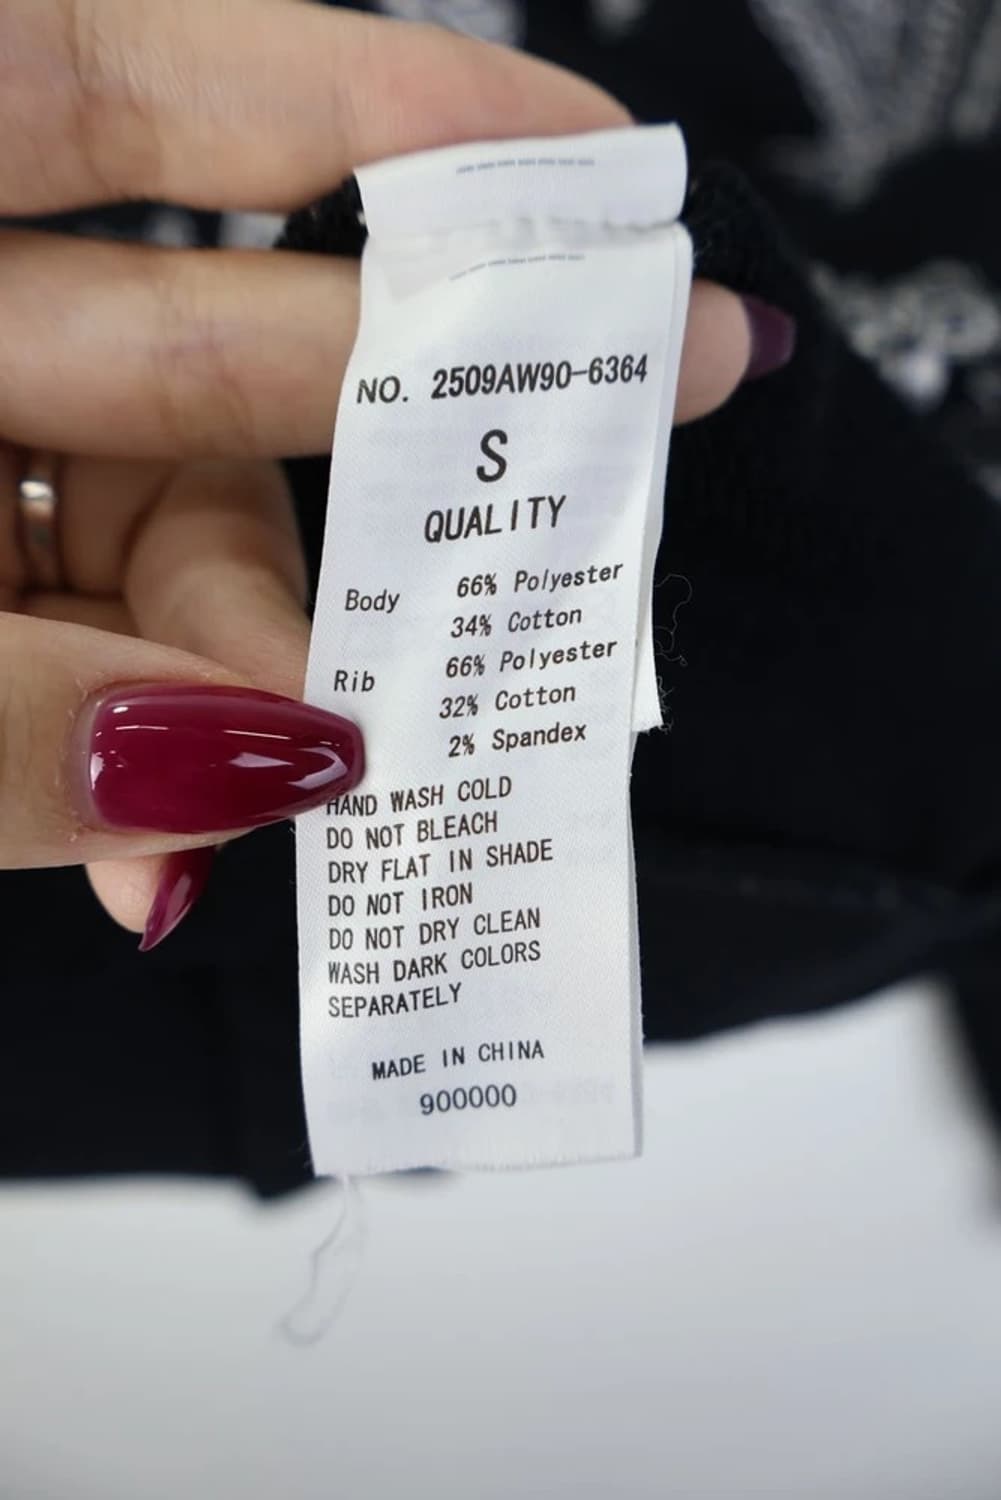 NO. 2509AW90-6364
S
QUALITY
Body 66% Polyester
34% Cotton
Rib 66% Polyester
32% Cotton
2% Spandex
HAND WASH COLD
DO NOT BLEACH
DRY FLAT IN SHADE
DO NOT IRON
DO NOT DRY CLEAN
WASH DARK COLORS
SEPARATELY
MADE IN CHINA
900000